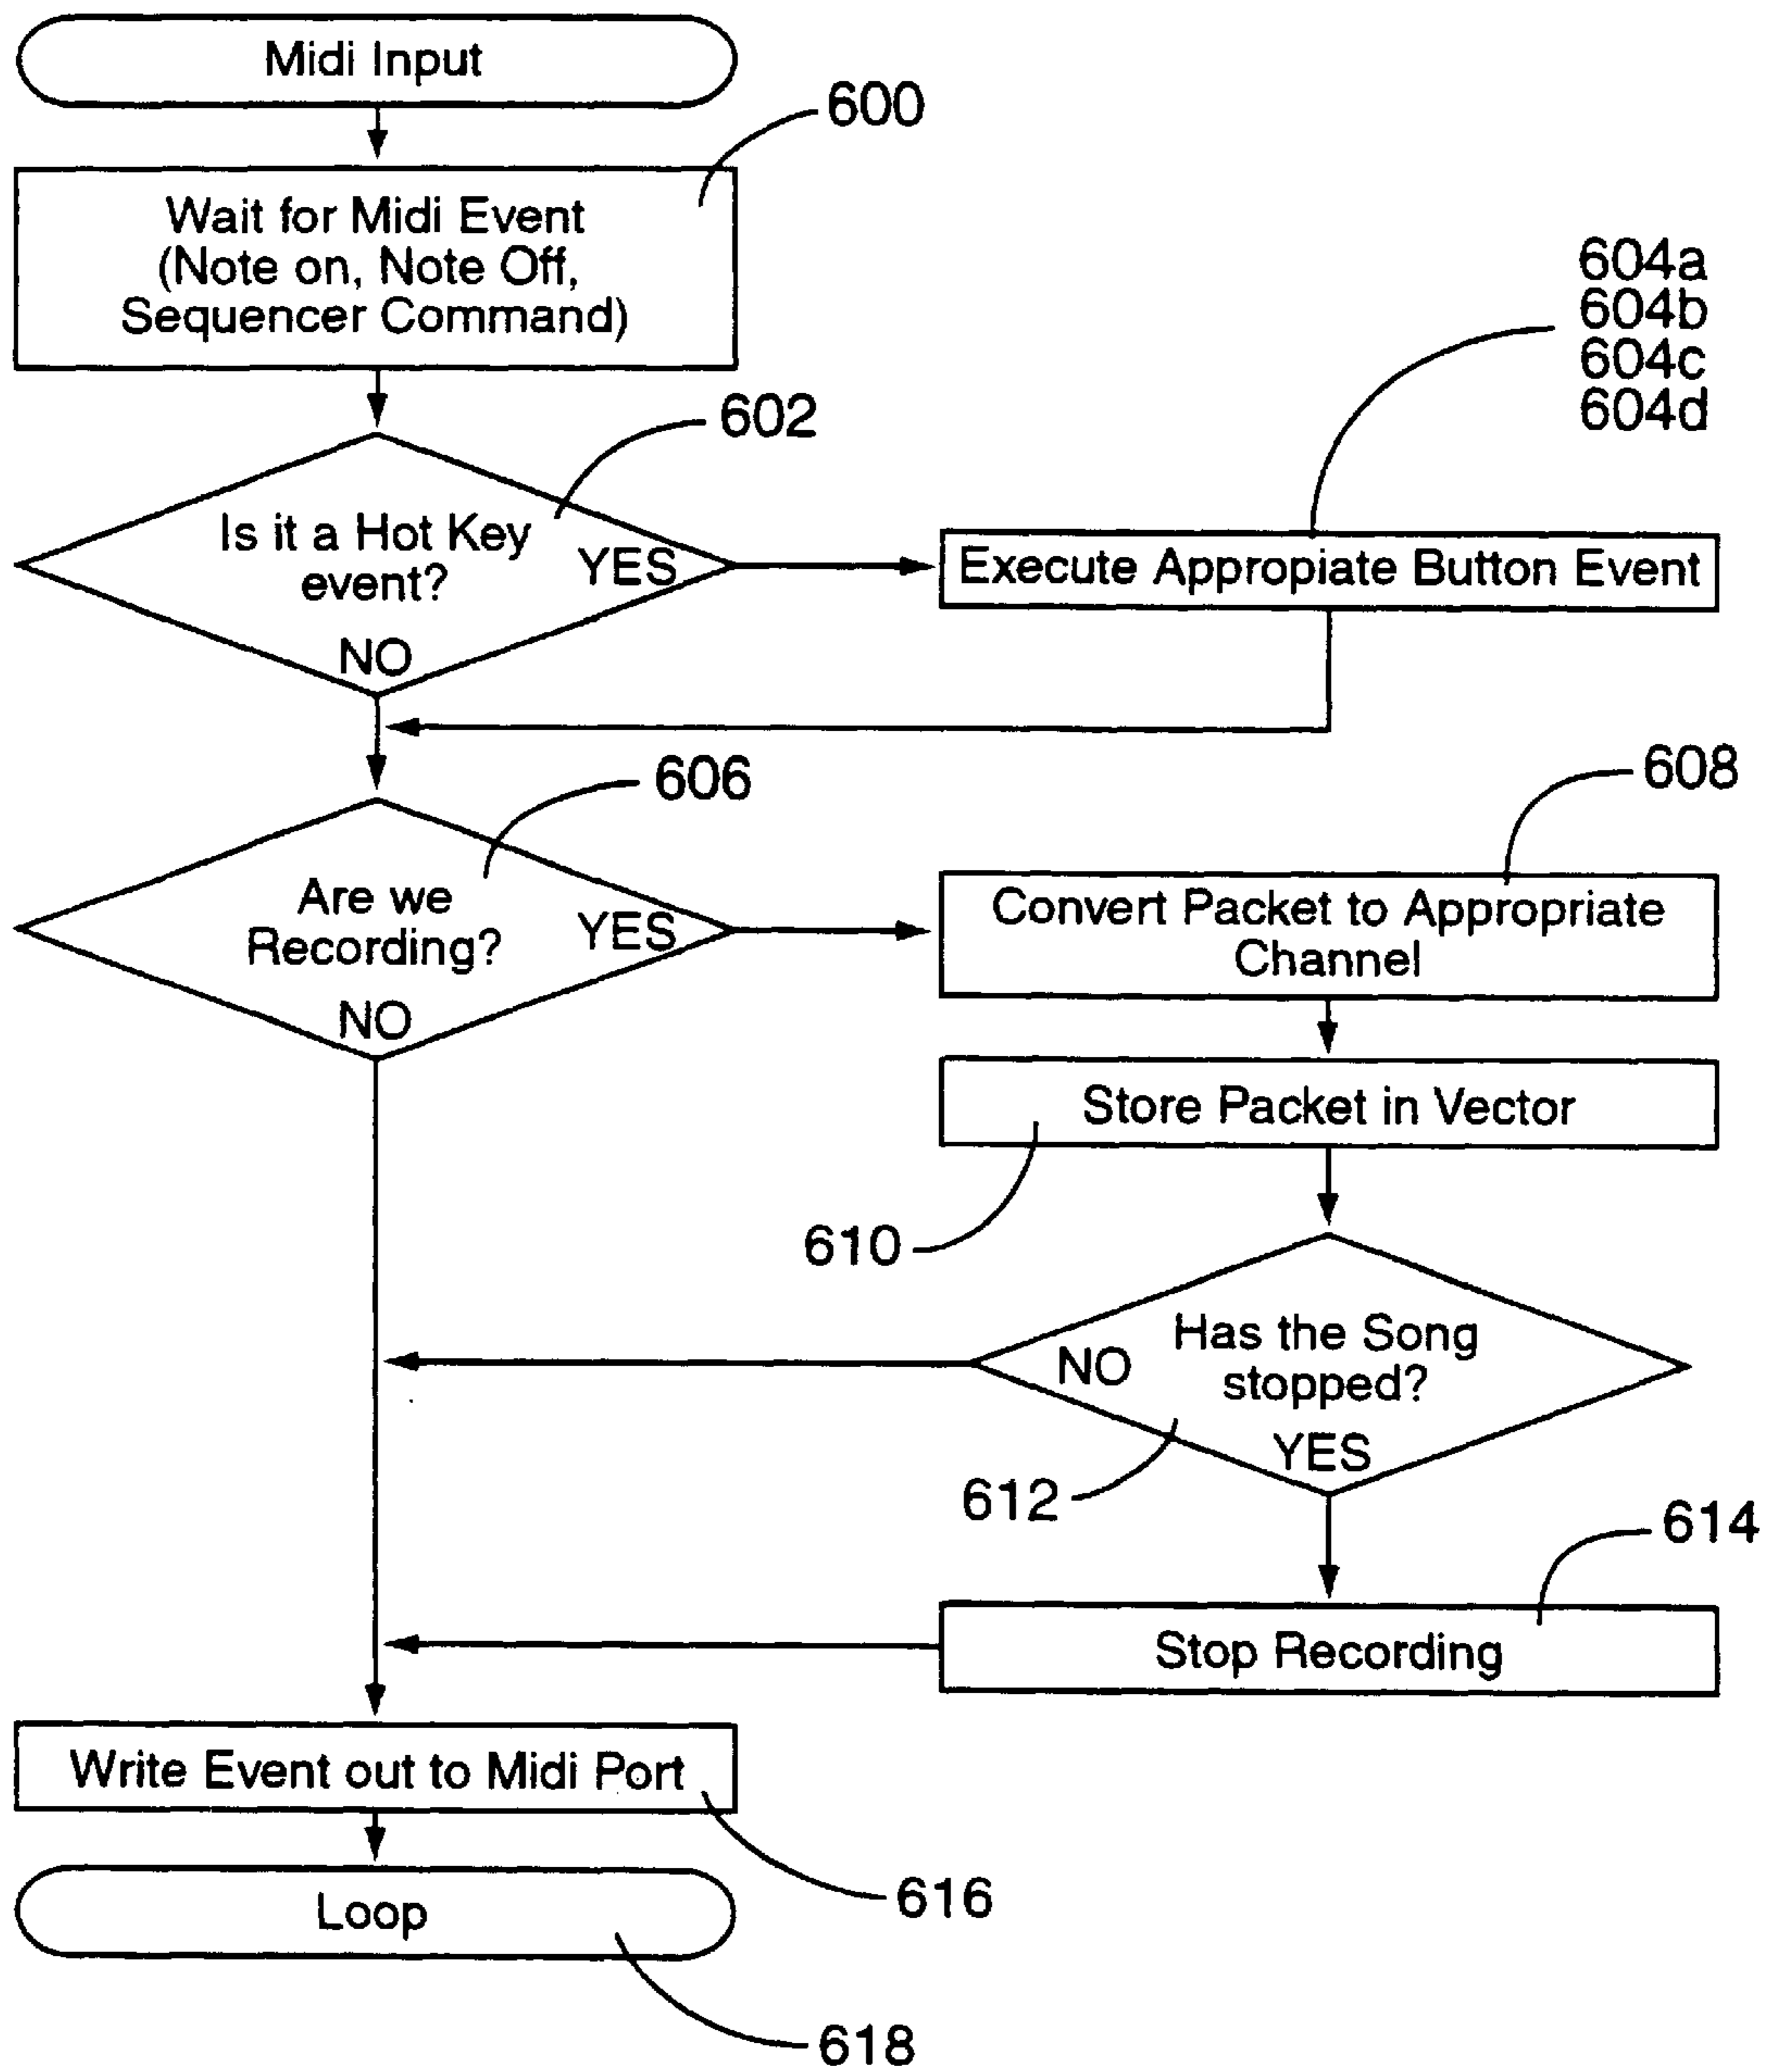 Midi Input
600
Wait for Midi Event
(Note on, Note Off,
Sequencer Command)
604a
604b
604c
604d
602
Is it a Hot Key
event?
YES
NO
Execute Appropiate Button Event
606
608
Are we
Recording?
YES
NO
Convert Packet to Appropriate
Channel
Store Packet in Vector
610
Has the Song
stopped?
NO
YES
612
614
Stop Recording
Write Event out to Midi Port
616
Loop
618